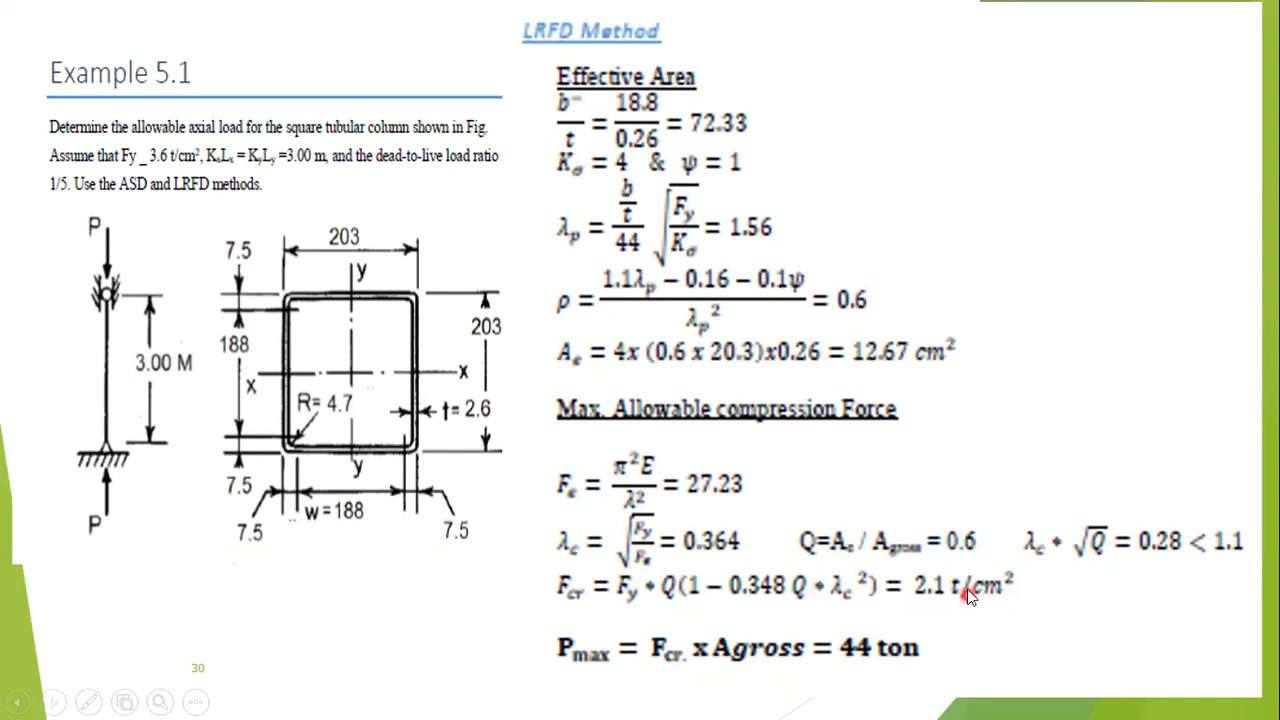 LRFD Method
Example 5.1
Determine the allowable axial load for the square tubular column shown in Fig.
Assume that Fy _ 3.6 t/cm², KₓLₓ = KᵧLᵧ =3.00 m, and the dead-to-live load ratio
1/5. Use the ASD and LRFD methods.
P
3.00 M
P
203
7.5
y
188
203
x
x
R= 4.7
t= 2.6
7.5
y
w=188
7.5
7.5
Effective Area
b⁻/t = 18.8/0.26 = 72.33
Kσ = 4 & ψ = 1
λp = (b/t)/44 √(Fy/Kσ) = 1.56
ρ = (1.1λp − 0.16 − 0.1ψ)/λp² = 0.6
Ae = 4x (0.6 x 20.3)x0.26 = 12.67 cm²
Max. Allowable compression Force
Fe = π²E/λ² = 27.23
λc = √(Fy/Fe) = 0.364 Q=Ae / Agross = 0.6 λc * √Q = 0.28 < 1.1
Fcr = Fy * Q(1 − 0.348 Q * λc²) = 2.1 t/cm²
Pmax = Fcr. x Agross = 44 ton
30